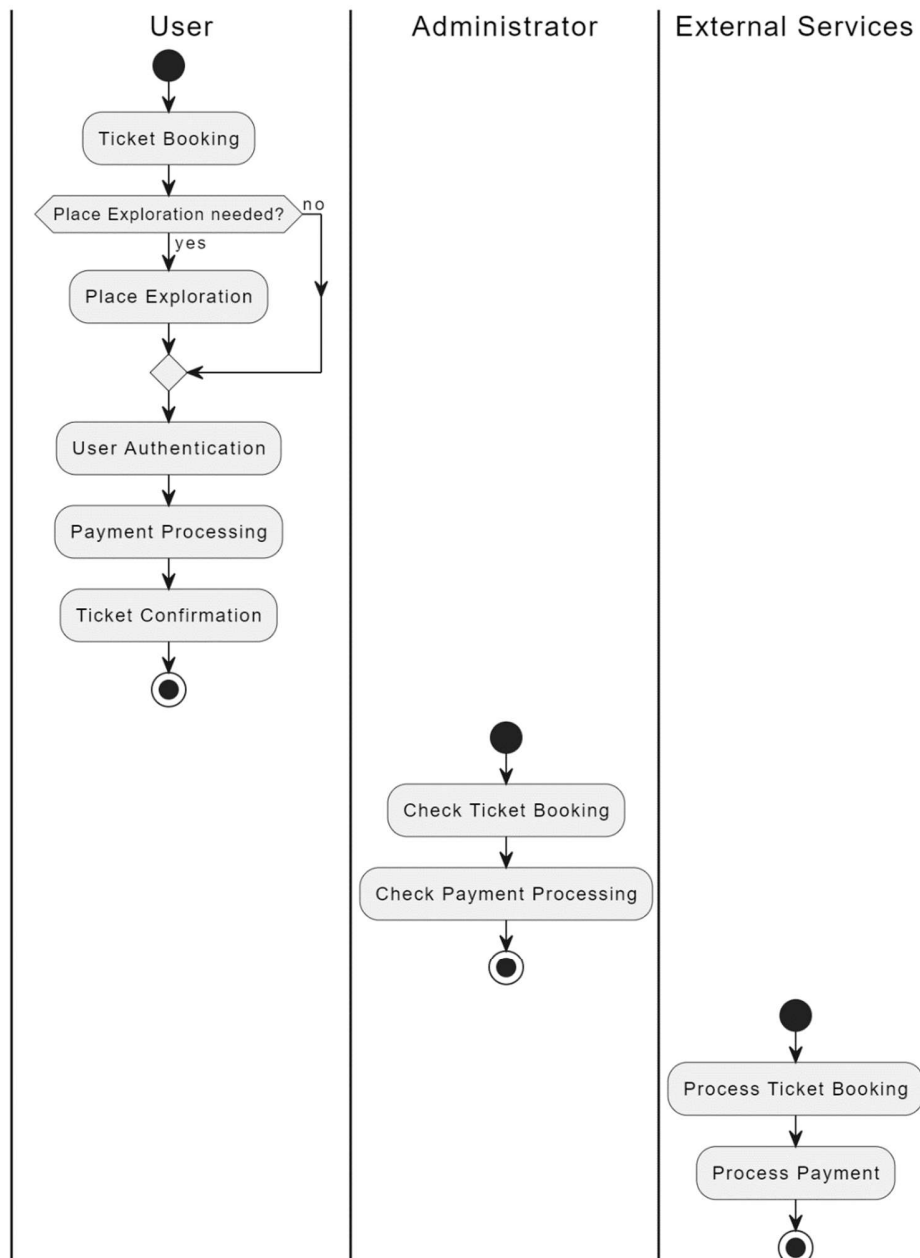 User
Administrator
External Services
Ticket Booking
Place Exploration needed?
no
yes
Place Exploration
User Authentication
Payment Processing
Ticket Confirmation
Check Ticket Booking
Check Payment Processing
Process Ticket Booking
Process Payment